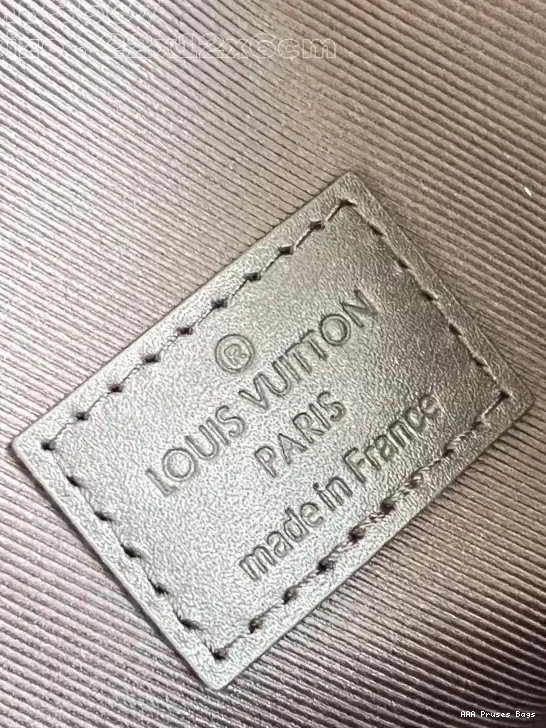 ®
LOUIS VUITTON
PARIS
made in France
AAA Pruses Bags